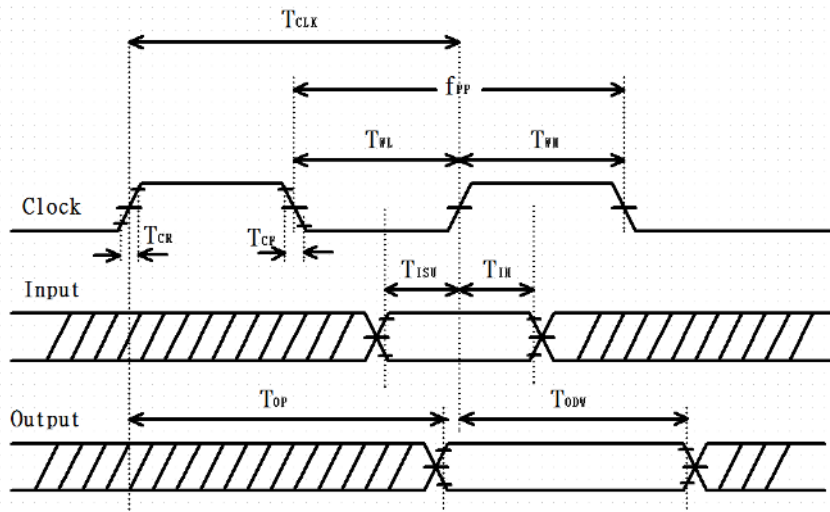 TCLK
fPP
TWL TWH
Clock
TCR TCF
TISU TIH
Input
TOP TODW
Output